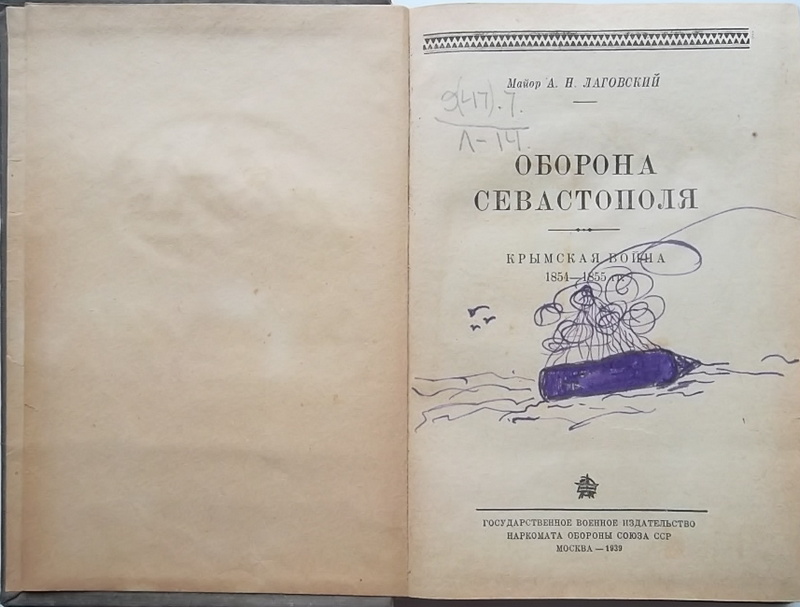 Майор А. Н. ЛАГОВСКИЙ
9(47).7.
Л-14.
ОБОРОНА
СЕВАСТОПОЛЯ
КРЫМСКАЯ ВОЙНА
1854—1855 гг.
ГОСУДАРСТВЕННОЕ ВОЕННОЕ ИЗДАТЕЛЬСТВО
НАРКОМАТА ОБОРОНЫ СОЮЗА ССР
МОСКВА — 1939